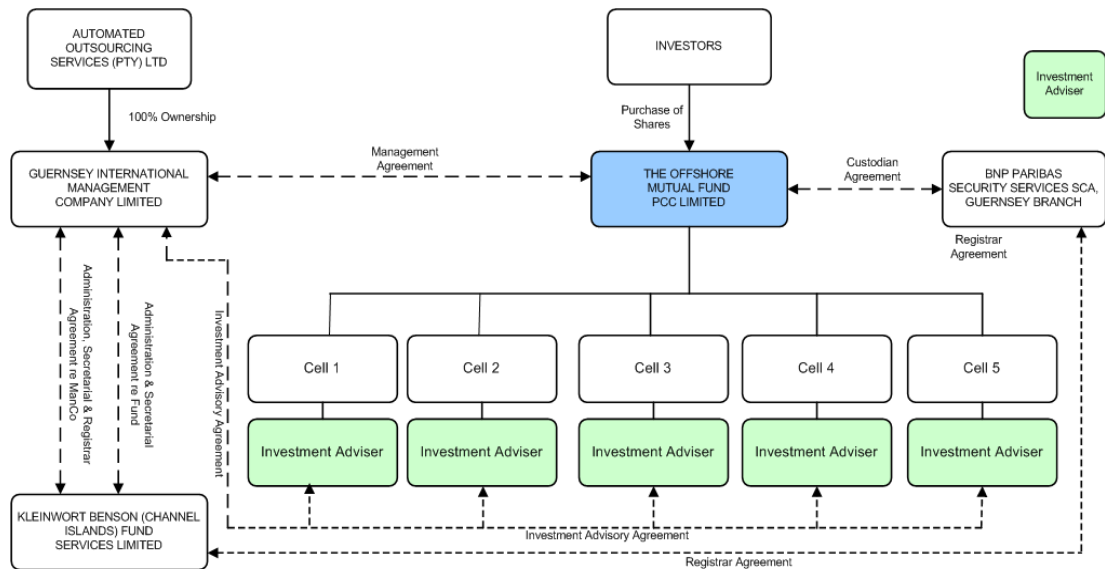 AUTOMATED
OUTSOURCING
SERVICES (PTY) LTD
INVESTORS
Investment
Adviser
100% Ownership
Purchase of
Shares
GUERNSEY INTERNATIONAL
MANAGEMENT
COMPANY LIMITED
Management
Agreement
THE OFFSHORE
MUTUAL FUND
PCC LIMITED
Custodian
Agreement
BNP PARIBAS
SECURITY SERVICES SCA,
GUERNSEY BRANCH
Registrar
Agreement
Administration, Secretarial & Registrar
Agreement re ManCo
Administration & Secretarial
Agreement re Fund
Investment Advisory Agreement
Cell 1
Cell 2
Cell 3
Cell 4
Cell 5
Investment Adviser
Investment Adviser
Investment Adviser
Investment Adviser
Investment Adviser
KLEINWORT BENSON (CHANNEL
ISLANDS) FUND
SERVICES LIMITED
Investment Advisory Agreement
Registrar Agreement